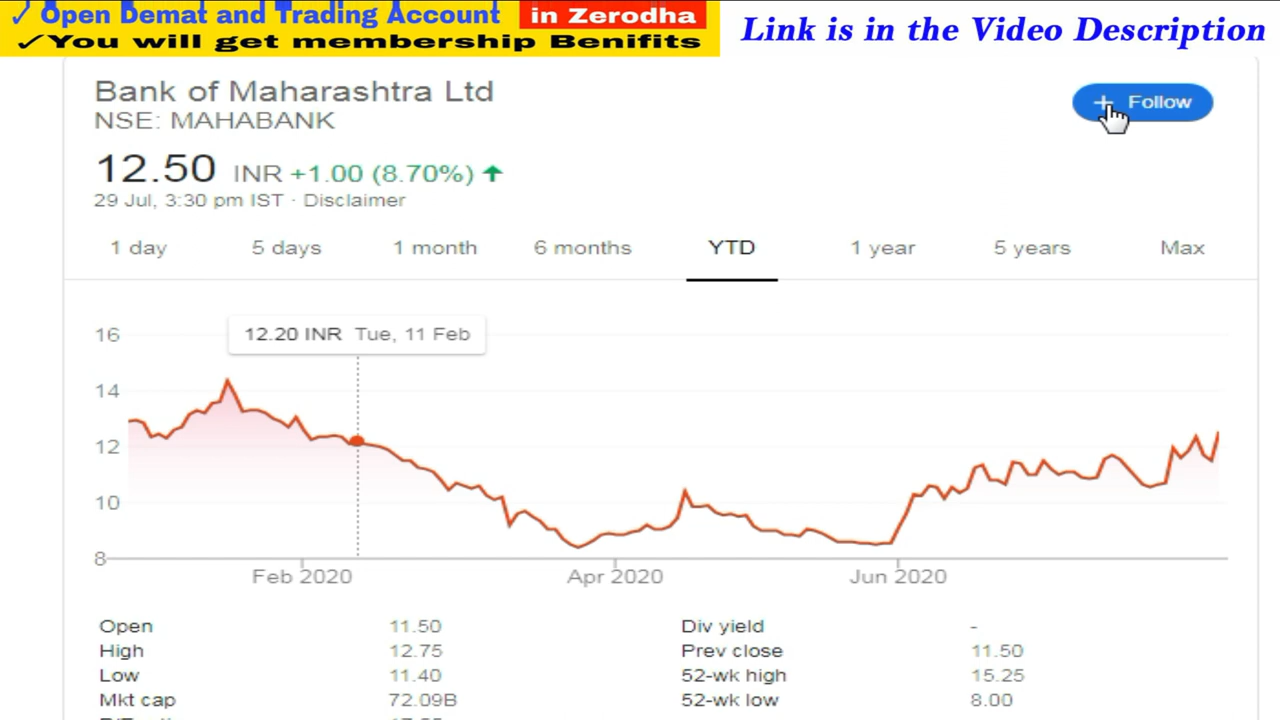 ✓ Open Demat and Trading Account in Zerodha
✓You will get membership Benifits
Link is in the Video Description
Bank of Maharashtra Ltd
NSE: MAHABANK
+ Follow
12.50 INR +1.00 (8.70%) ↑
29 Jul, 3:30 pm IST · Disclaimer
1 day 5 days 1 month 6 months YTD 1 year 5 years Max
12.20 INR Tue, 11 Feb
16
14
12
10
8
Feb 2020 Apr 2020 Jun 2020
Open 11.50 Div yield -
High 12.75 Prev close 11.50
Low 11.40 52-wk high 15.25
Mkt cap 72.09B 52-wk low 8.00